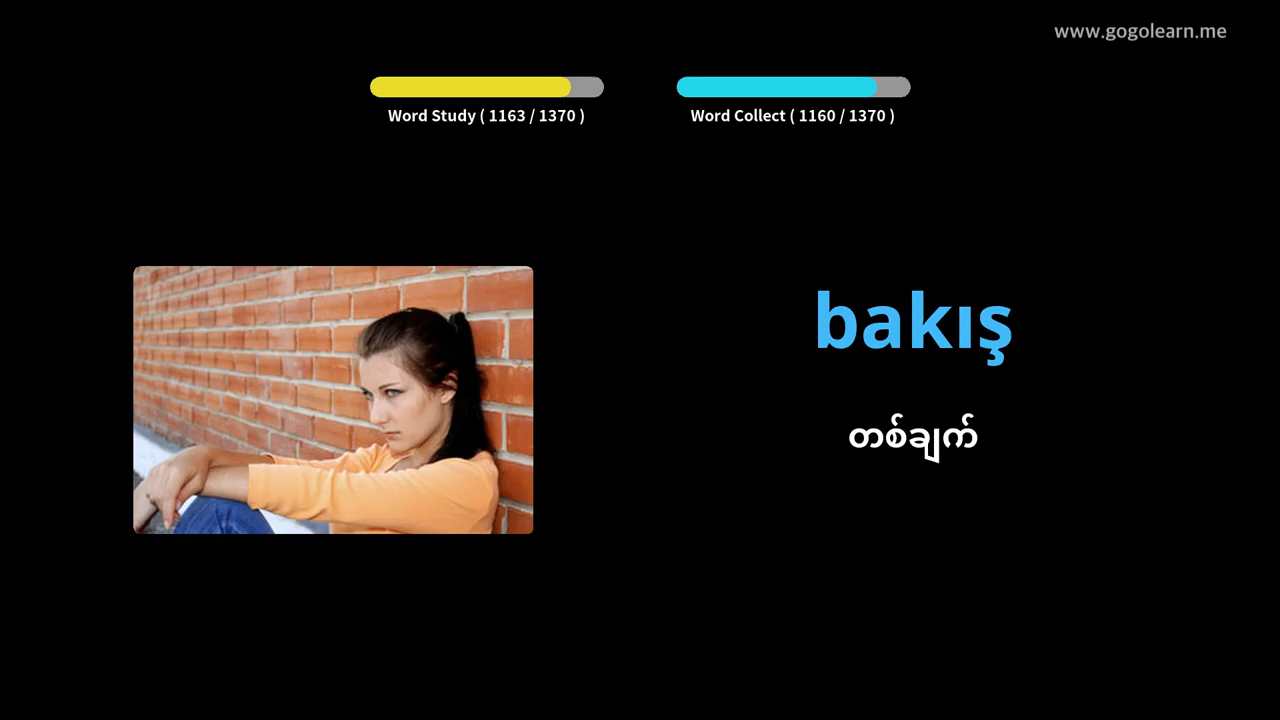 www.gogolearn.me
Word Study ( 1163 / 1370 )
Word Collect ( 1160 / 1370 )
bakış
တစ်ချက်